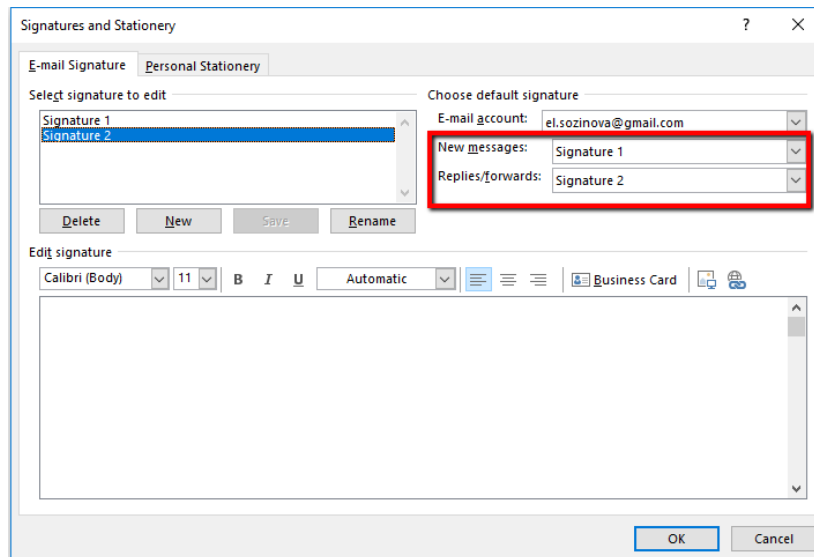 Signatures and Stationery
E-mail Signature
Personal Stationery
Select signature to edit
Signature 1
Signature 2
Delete
New
Save
Rename
Choose default signature
E-mail account:
el.sozinova@gmail.com
New messages:
Signature 1
Replies/forwards:
Signature 2
Edit signature
Calibri (Body)
11
B
I
U
Automatic
Business Card
OK
Cancel